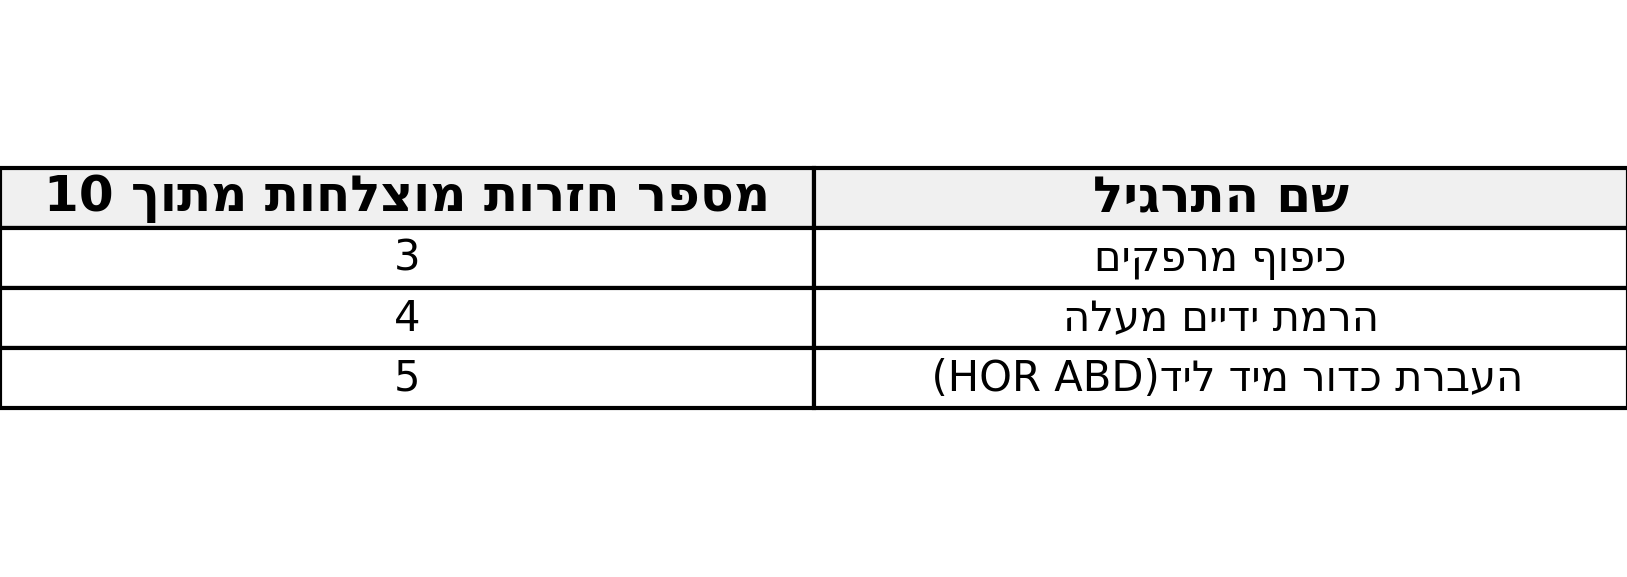 שם התרגיל מספר חזרות מוצלחות מתוך 10
כיפוף מרפקים 3
הרמת ידיים מעלה 4
העברת כדור מיד ליד(HOR ABD) 5